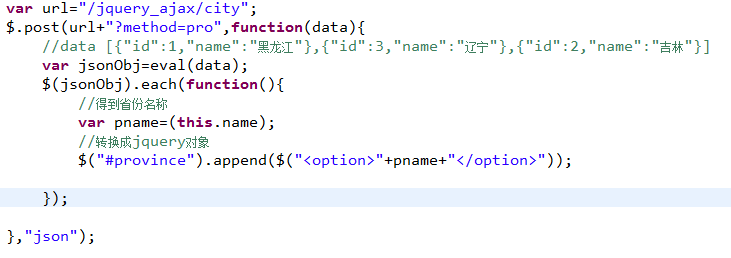 var url="/jquery_ajax/city";
$.post(url+"?method=pro",function(data){
//data [{"id":1,"name":"黑龙江"},{"id":3,"name":"辽宁"},{"id":2,"name":"吉林"}]
var jsonObj=eval(data);
$(jsonObj).each(function(){
//得到省份名称
var pname=(this.name);
//转换成jquery对象
$("#province").append($("<option>"+pname+"</option>"));
});
},"json");